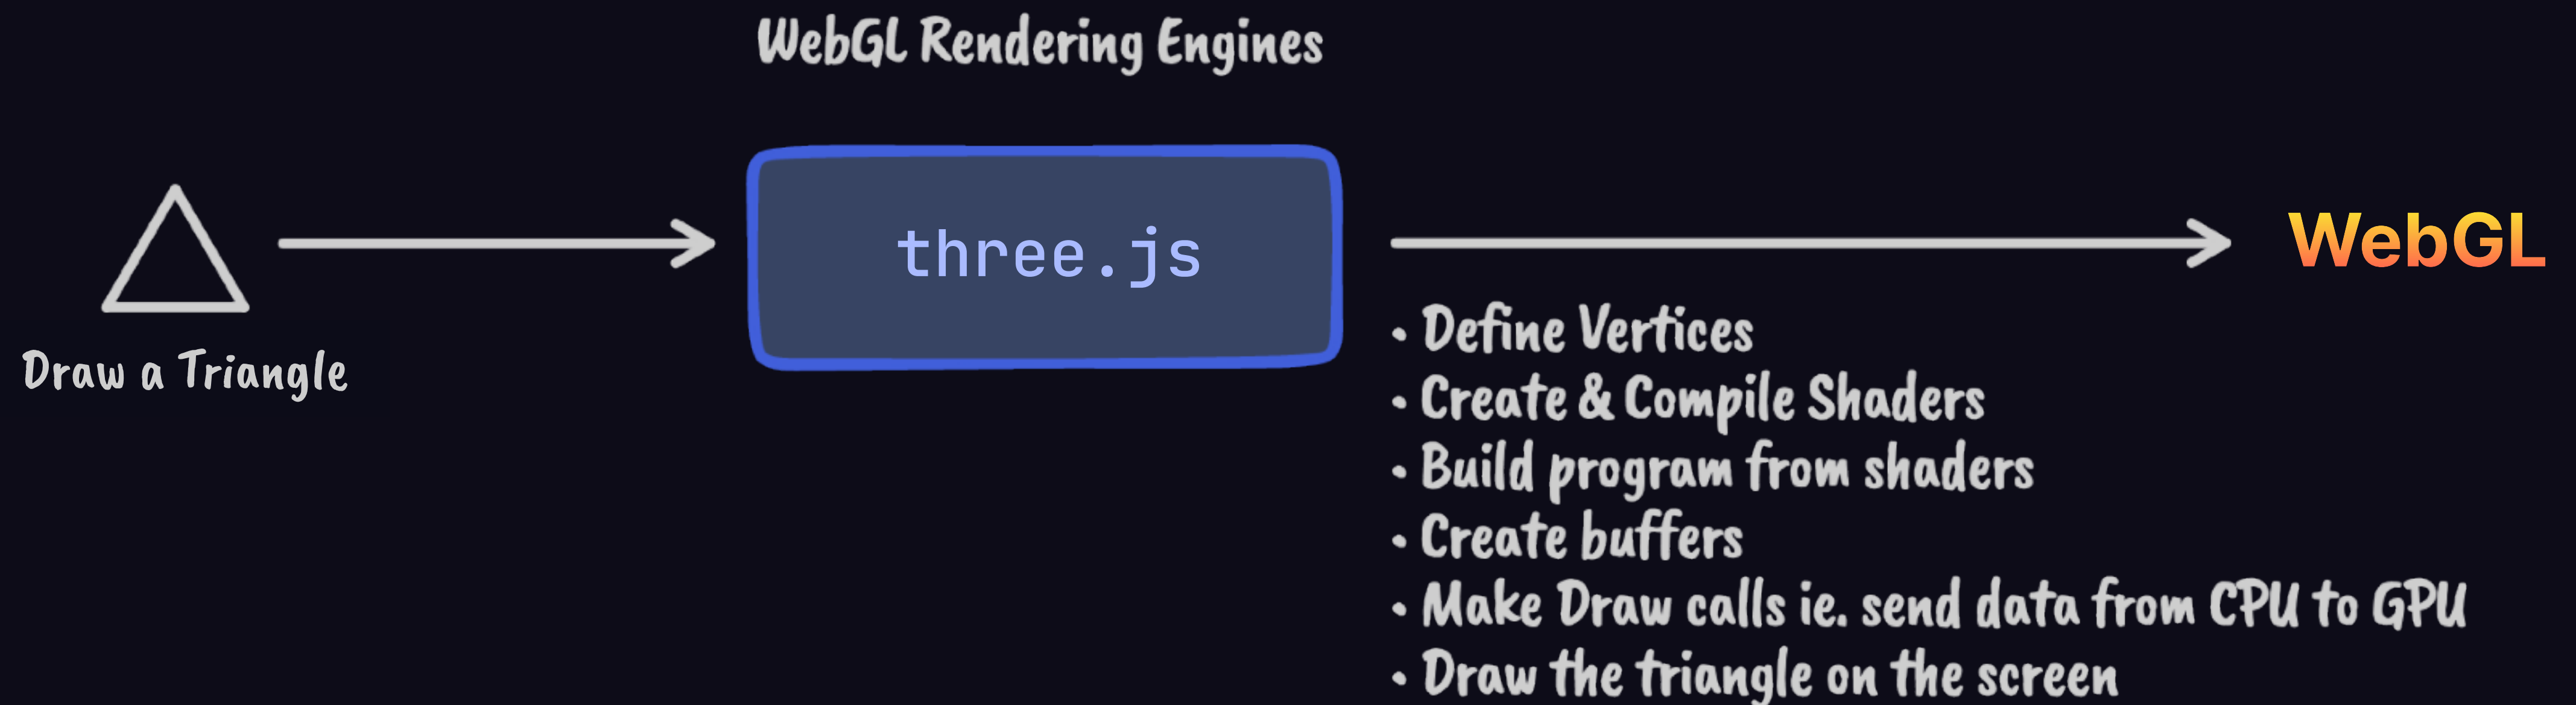 WebGL Rendering Engines
Draw a Triangle
three.js
WebGL
• Define Vertices
• Create & Compile Shaders
• Build program from shaders
• Create buffers
• Make Draw calls ie. send data from CPU to GPU
• Draw the triangle on the screen